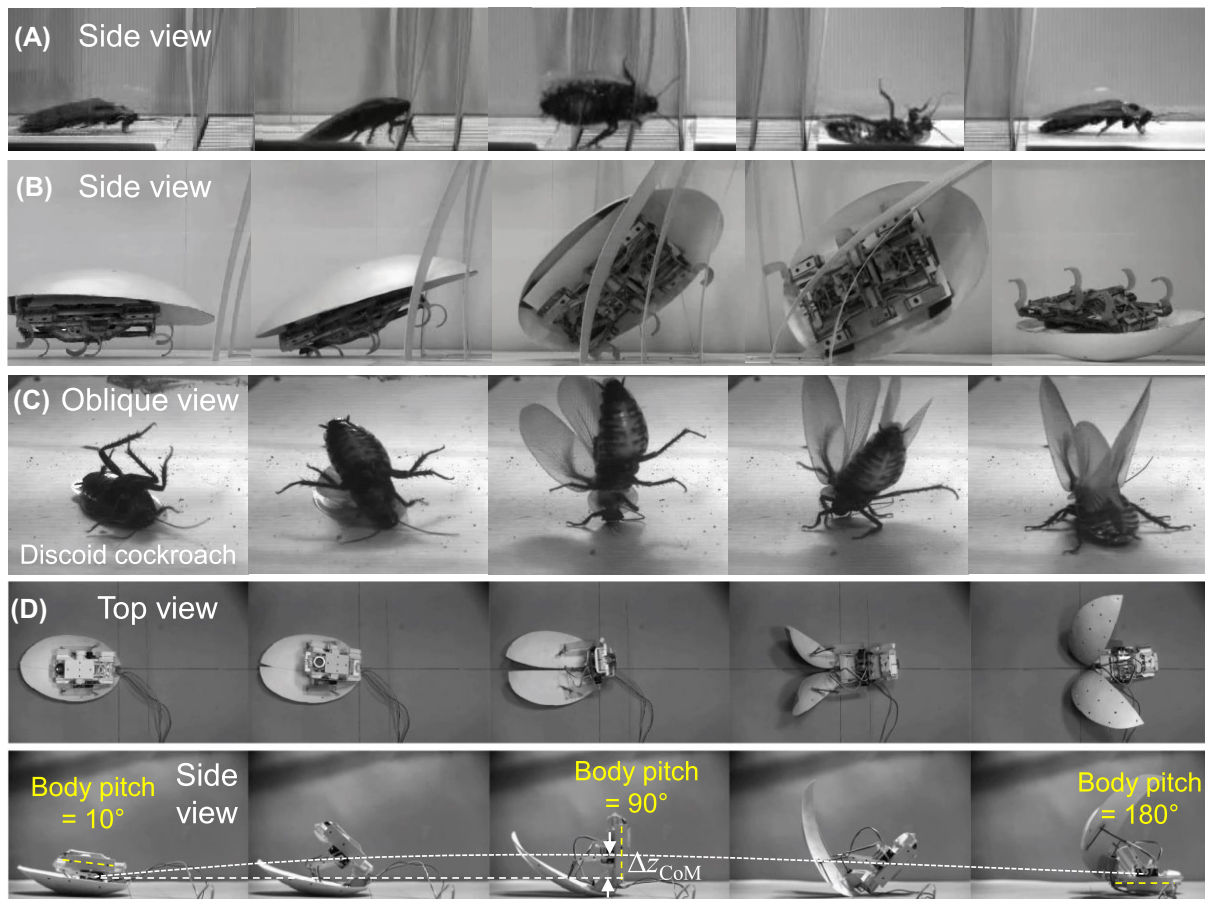 (A) Side view
(B) Side view
(C) Oblique view
Discoid cockroach
(D) Top view
Side
view
Body pitch
= 10°
Body pitch
= 90°
Body pitch
= 180°
Δz_CoM